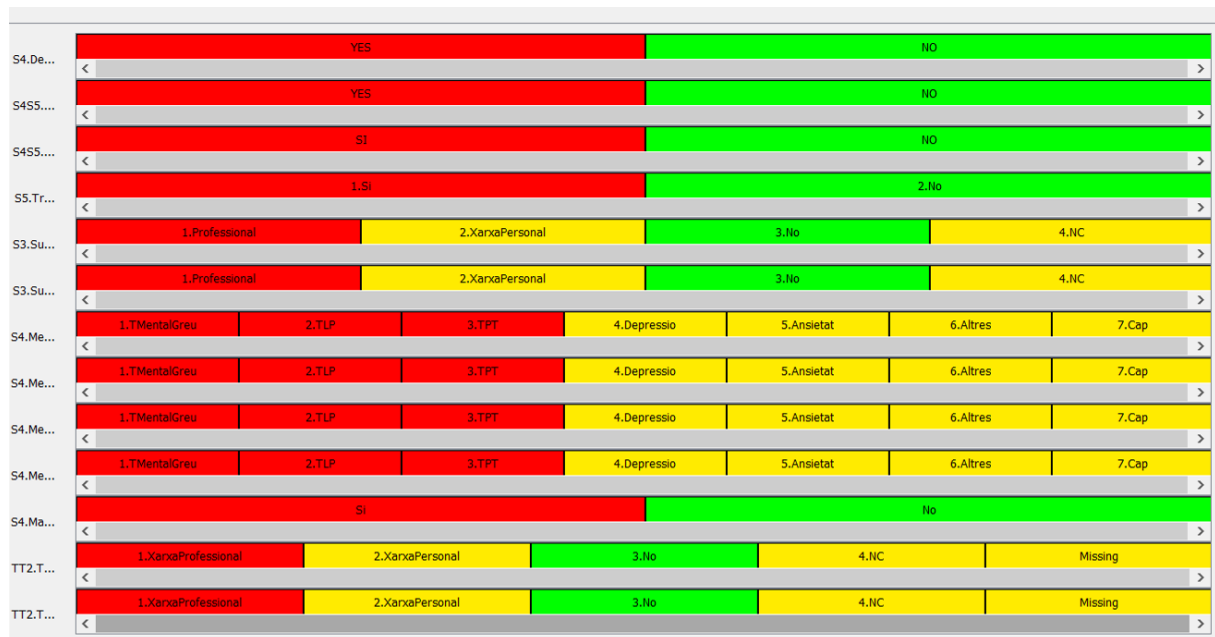 S4.De... YES NO
S4S5.... YES NO
S4S5.... SI NO
S5.Tr... 1.Si 2.No
S3.Su... 1.Professional 2.XarxaPersonal 3.No 4.NC
S3.Su... 1.Professional 2.XarxaPersonal 3.No 4.NC
S4.Me... 1.TMentalGreu 2.TLP 3.TPT 4.Depressio 5.Ansietat 6.Altres 7.Cap
S4.Me... 1.TMentalGreu 2.TLP 3.TPT 4.Depressio 5.Ansietat 6.Altres 7.Cap
S4.Me... 1.TMentalGreu 2.TLP 3.TPT 4.Depressio 5.Ansietat 6.Altres 7.Cap
S4.Me... 1.TMentalGreu 2.TLP 3.TPT 4.Depressio 5.Ansietat 6.Altres 7.Cap
S4.Ma... Si No
TT2.T... 1.XarxaProfessional 2.XarxaPersonal 3.No 4.NC Missing
TT2.T... 1.XarxaProfessional 2.XarxaPersonal 3.No 4.NC Missing